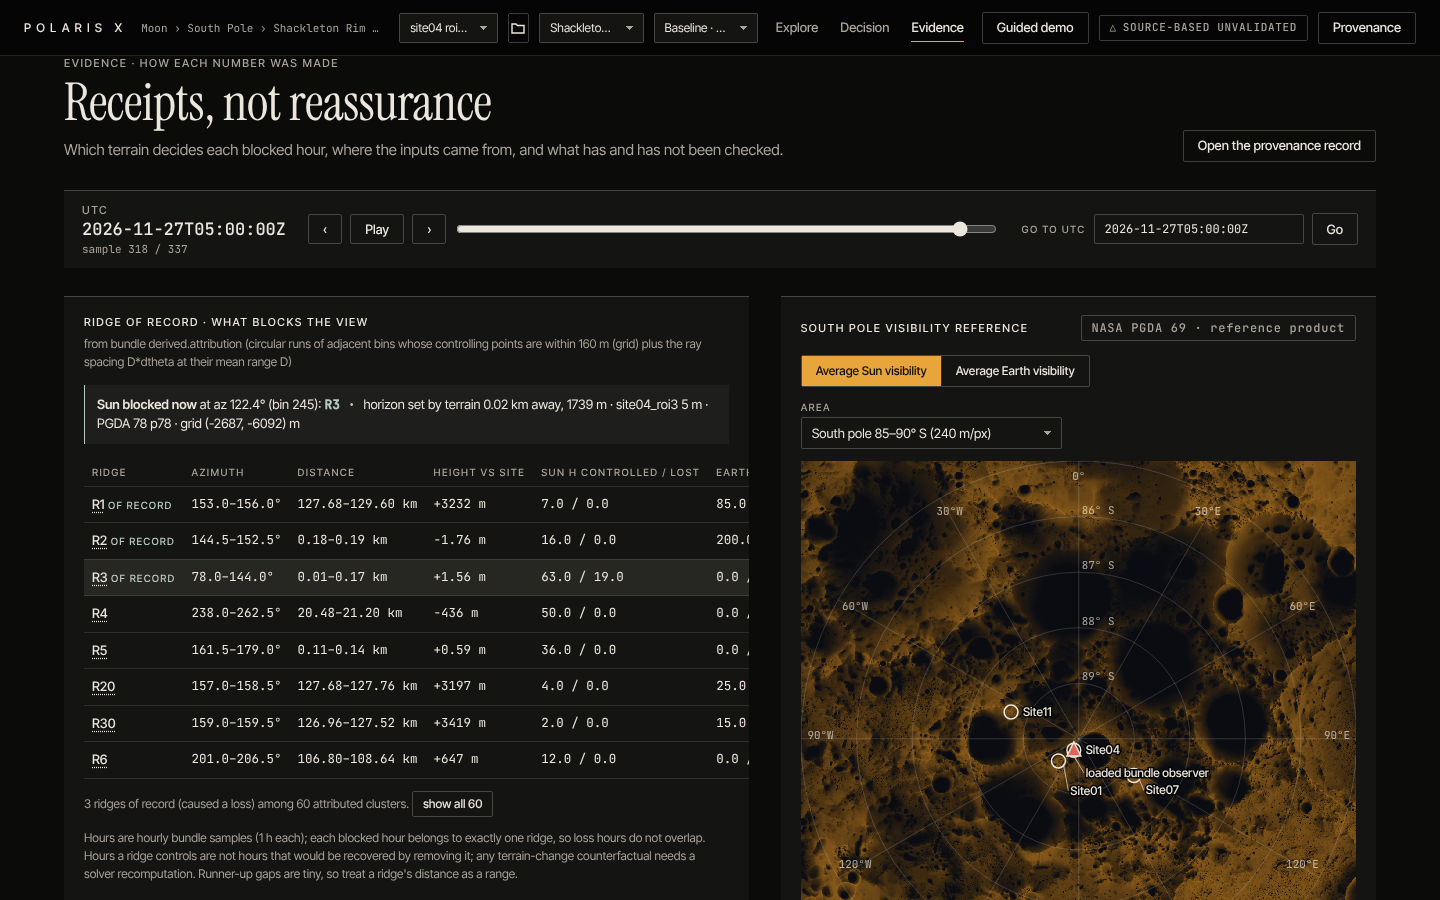 POLARIS X
Moon › South Pole › Shackleton Rim …
site04 roi...
Shackleto...
Baseline · ...
Explore
Decision
Evidence
Guided demo
△ SOURCE-BASED UNVALIDATED
Provenance
EVIDENCE · HOW EACH NUMBER WAS MADE
Receipts, not reassurance
Which terrain decides each blocked hour, where the inputs came from, and what has and has not been checked.
Open the provenance record
UTC
2026-11-27T05:00:00Z
sample 318 / 337
‹
Play
›
GO TO UTC
2026-11-27T05:00:00Z
Go
RIDGE OF RECORD · WHAT BLOCKS THE VIEW
from bundle derived.attribution (circular runs of adjacent bins whose controlling points are within 160 m (grid) plus the ray
spacing D*dtheta at their mean range D)
Sun blocked now at az 122.4° (bin 245): R3 • horizon set by terrain 0.02 km away, 1739 m · site04_roi3 5 m ·
PGDA 78 p78 · grid (-2687, -6092) m
RIDGE AZIMUTH DISTANCE HEIGHT VS SITE SUN H CONTROLLED / LOST EARTH
R1 OF RECORD 153.0–156.0° 127.68–129.60 km +3232 m 7.0 / 0.0 85.0
R2 OF RECORD 144.5–152.5° 0.18–0.19 km -1.76 m 16.0 / 0.0 200.0
R3 OF RECORD 78.0–144.0° 0.01–0.17 km +1.56 m 63.0 / 19.0 0.0 /
R4 238.0–262.5° 20.48–21.20 km -436 m 50.0 / 0.0 0.0 /
R5 161.5–179.0° 0.11–0.14 km +0.59 m 36.0 / 0.0 0.0 /
R20 157.0–158.5° 127.68–127.76 km +3197 m 4.0 / 0.0 25.0
R30 159.0–159.5° 126.96–127.52 km +3419 m 2.0 / 0.0 15.0
R6 201.0–206.5° 106.80–108.64 km +647 m 12.0 / 0.0 0.0 /
3 ridges of record (caused a loss) among 60 attributed clusters. show all 60
Hours are hourly bundle samples (1 h each); each blocked hour belongs to exactly one ridge, so loss hours do not overlap.
Hours a ridge controls are not hours that would be recovered by removing it; any terrain-change counterfactual needs a
solver recomputation. Runner-up gaps are tiny, so treat a ridge's distance as a range.
SOUTH POLE VISIBILITY REFERENCE
NASA PGDA 69 · reference product
Average Sun visibility
Average Earth visibility
AREA
South pole 85–90° S (240 m/px)
0°
30°W
86° S
30°E
87° S
60°W
60°E
88° S
89° S
Site11
90°W
90°E
Site04
loaded bundle observer
Site01
Site07
120°W
120°E